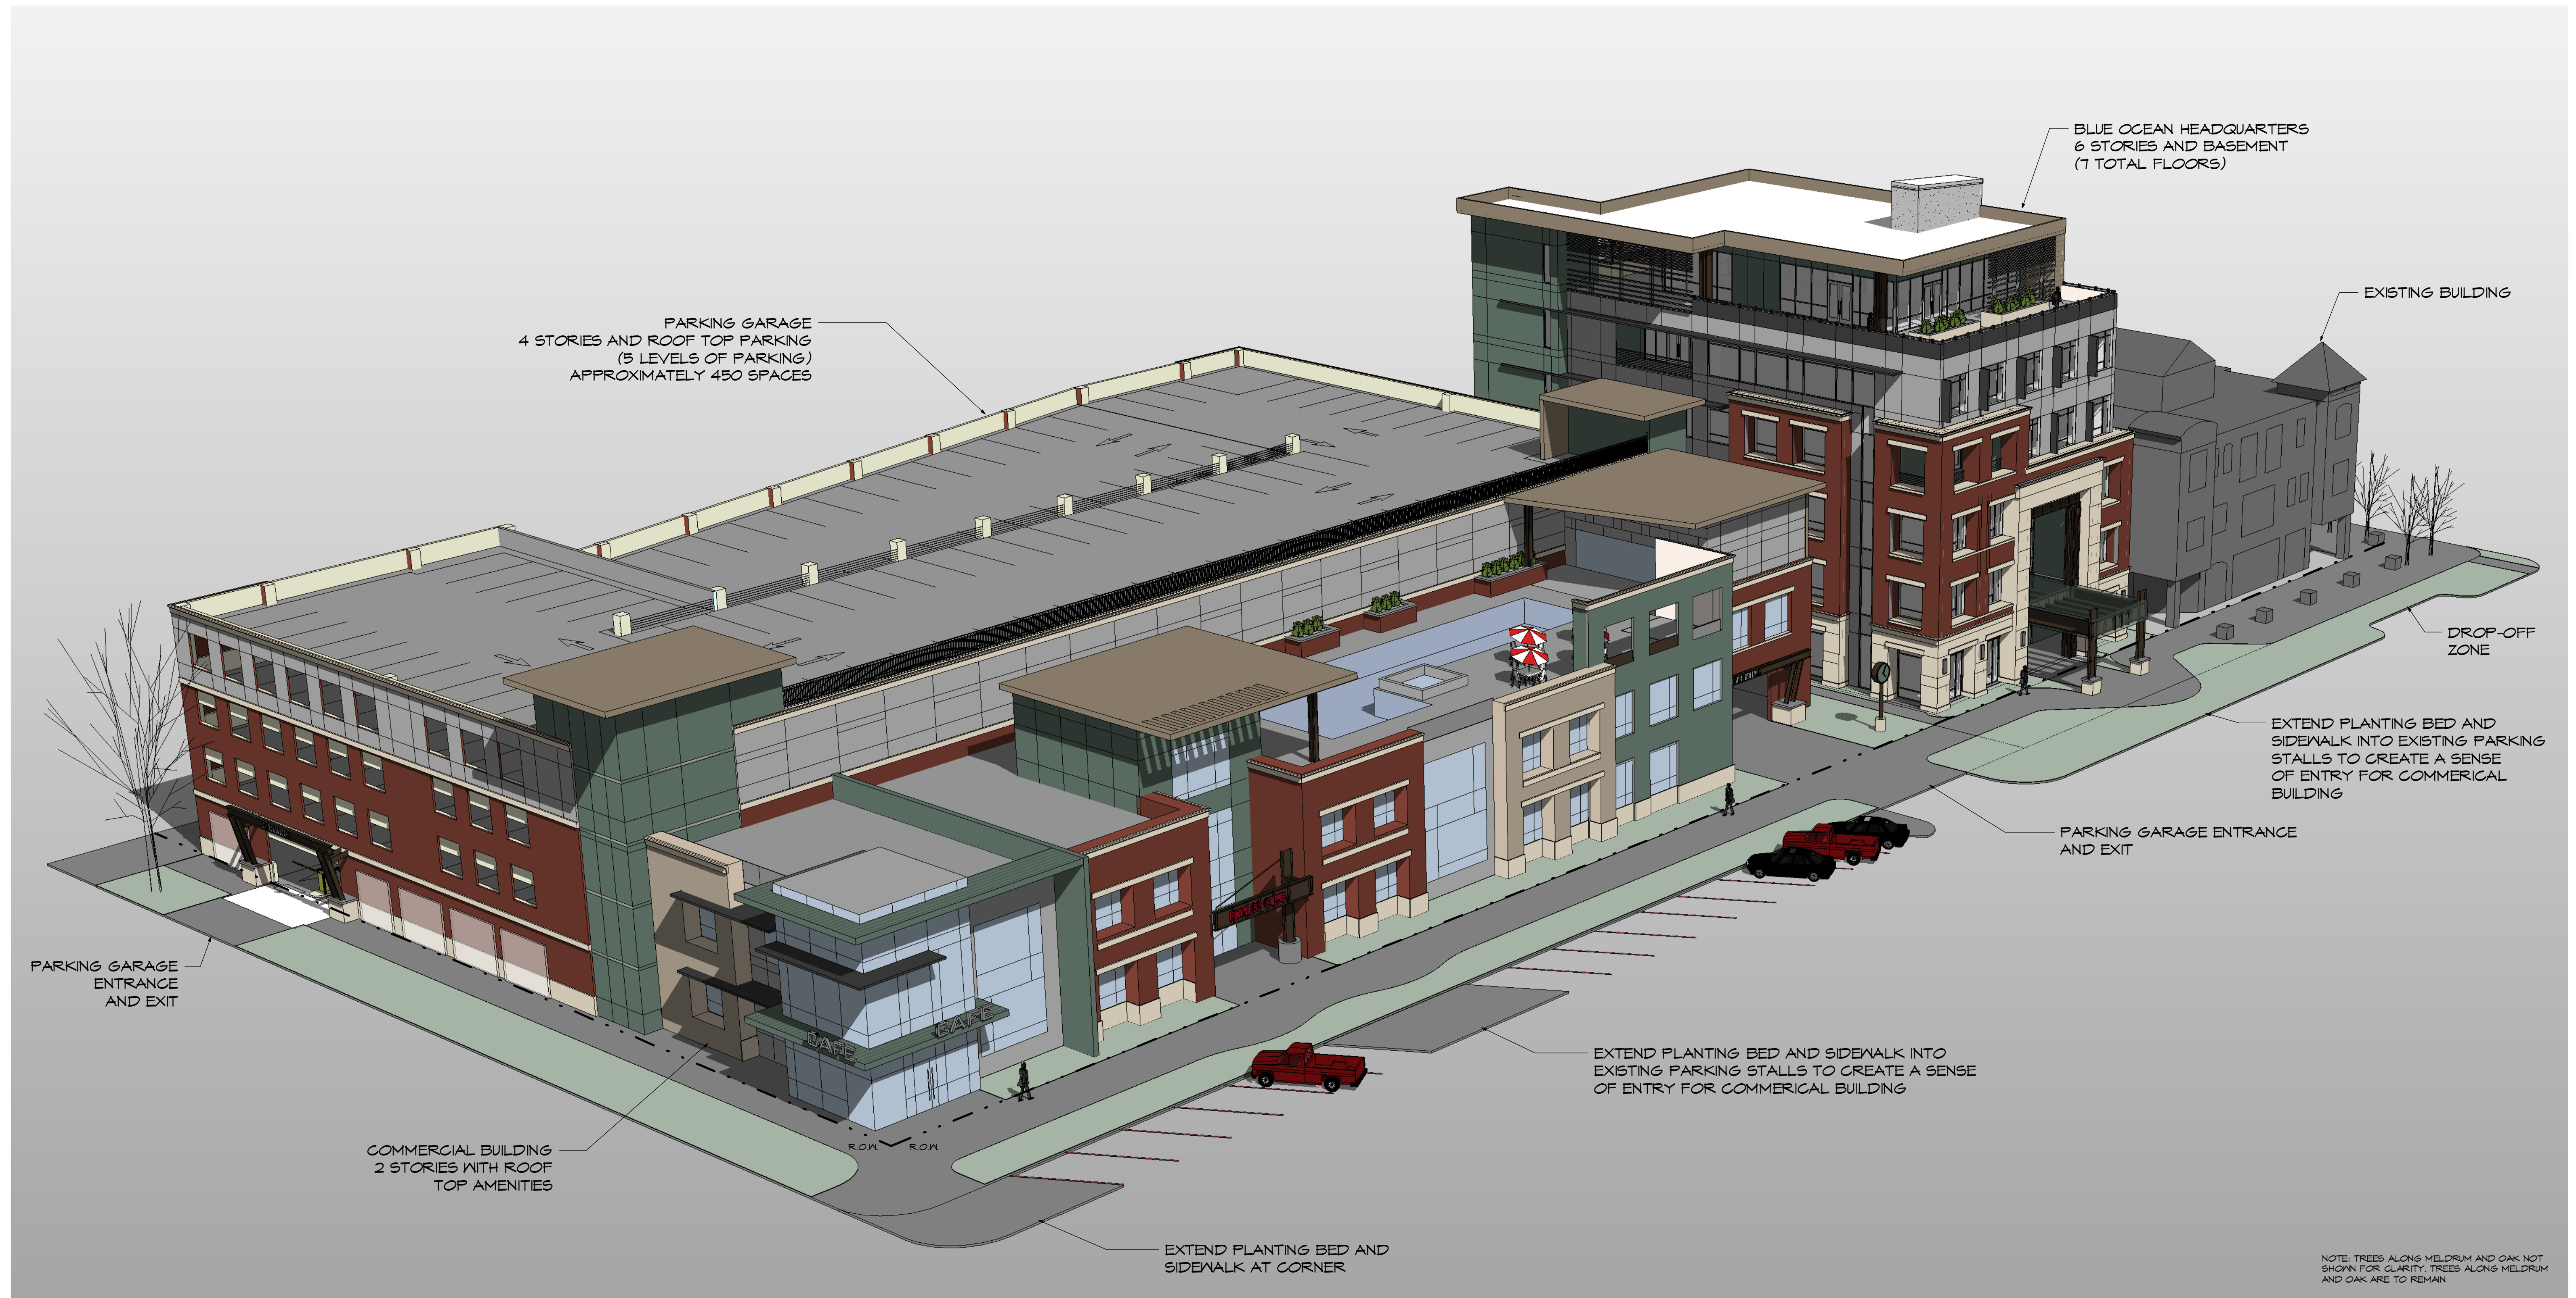 BLUE OCEAN HEADQUARTERS
6 STORIES AND BASEMENT
(7 TOTAL FLOORS)
EXISTING BUILDING
PARKING GARAGE
4 STORIES AND ROOF TOP PARKING
(5 LEVELS OF PARKING)
APPROXIMATELY 450 SPACES
DROP-OFF
ZONE
EXTEND PLANTING BED AND
SIDEWALK INTO EXISTING PARKING
STALLS TO CREATE A SENSE
OF ENTRY FOR COMMERICAL
BUILDING
PARKING GARAGE ENTRANCE
AND EXIT
PARKING GARAGE
ENTRANCE
AND EXIT
CAFE
CAFE
EXTEND PLANTING BED AND SIDEWALK INTO
EXISTING PARKING STALLS TO CREATE A SENSE
OF ENTRY FOR COMMERICAL BUILDING
R.O.W. R.O.W.
COMMERCIAL BUILDING
2 STORIES WITH ROOF
TOP AMENITIES
EXTEND PLANTING BED AND
SIDEWALK AT CORNER
NOTE: TREES ALONG MELDRUM AND OAK NOT
SHOWN FOR CLARITY. TREES ALONG MELDRUM
AND OAK ARE TO REMAIN